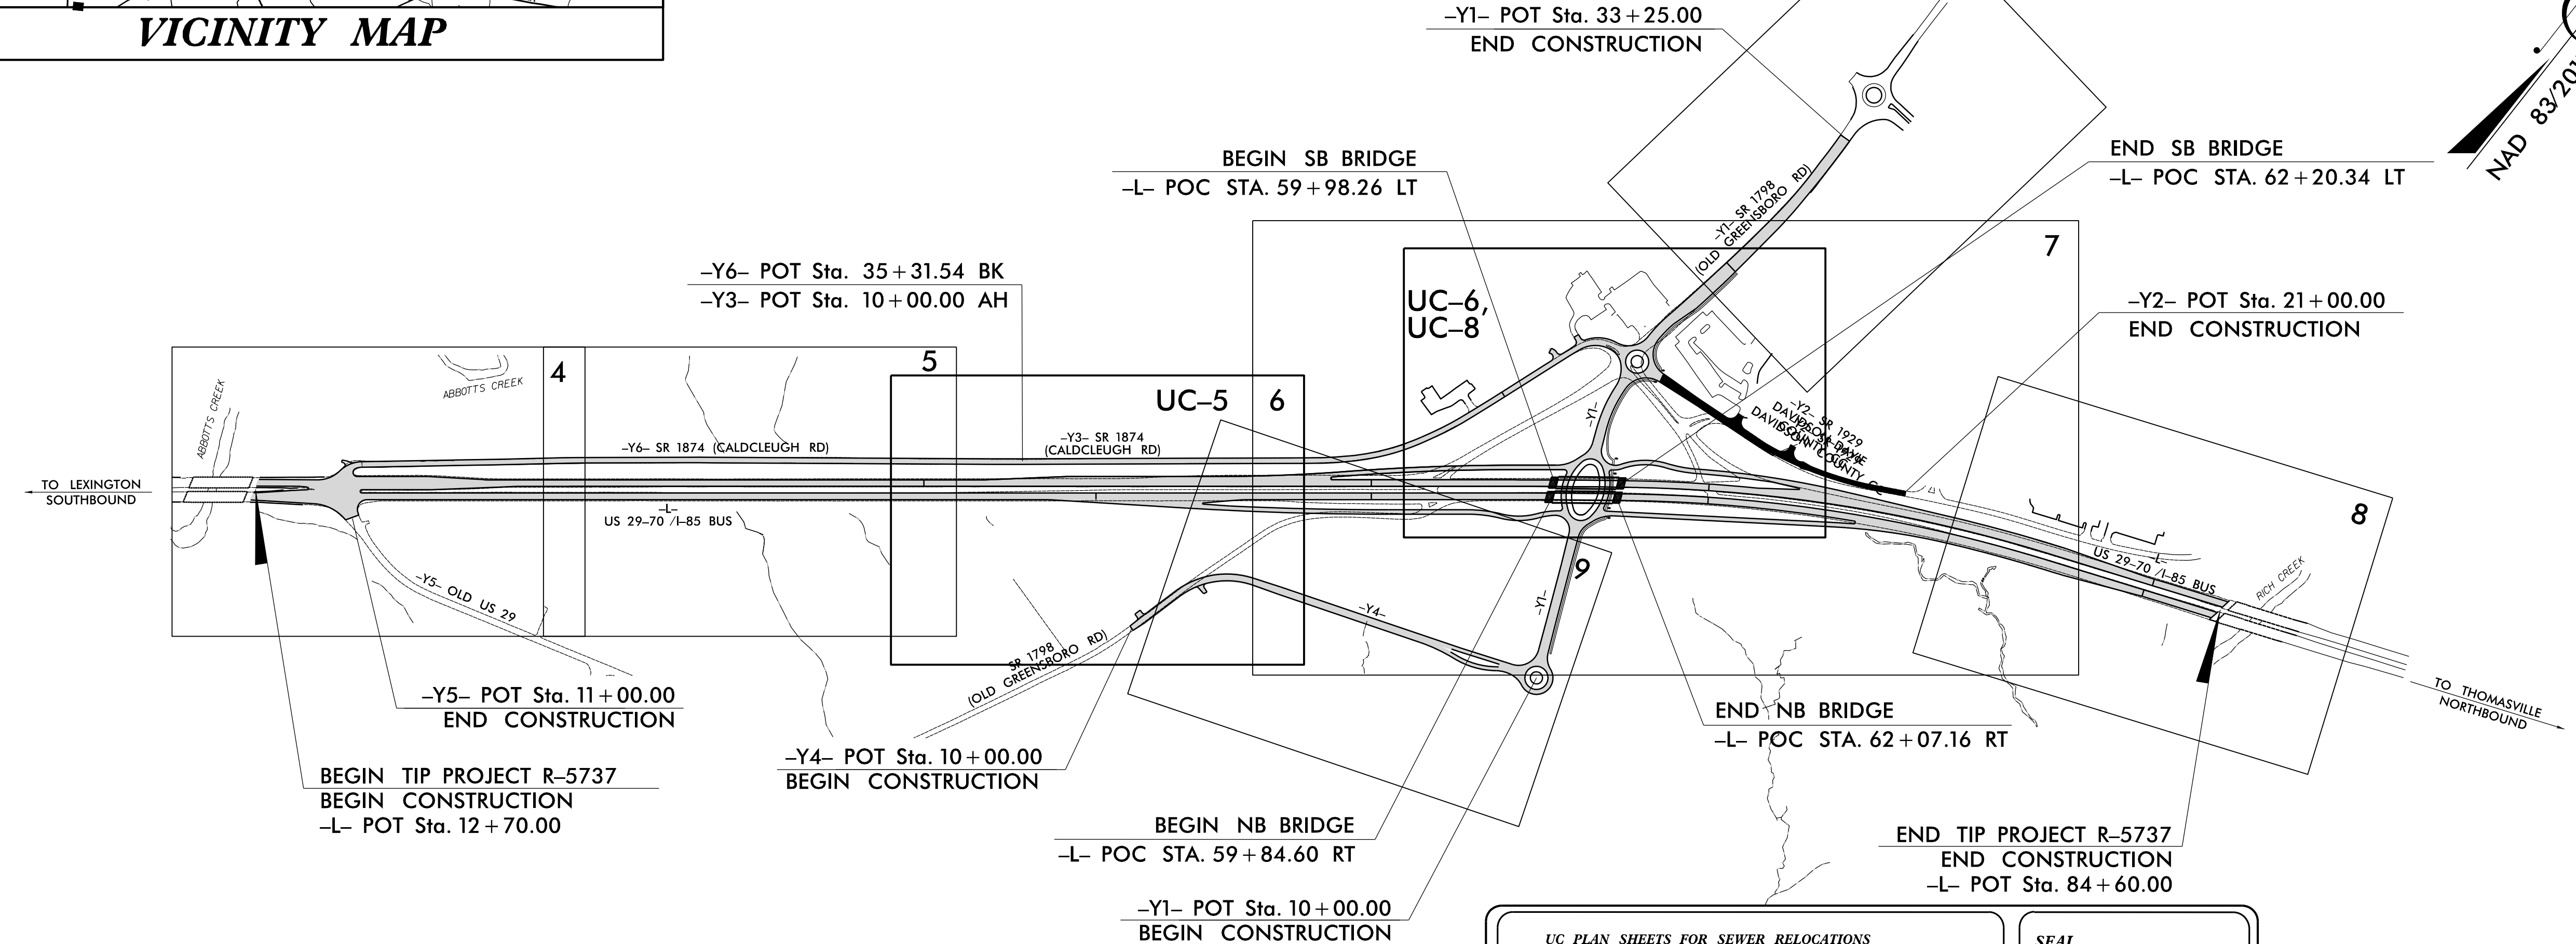 VICINITY MAP
–Y1– POT Sta. 33+25.00
END CONSTRUCTION
NAD 83/201
BEGIN SB BRIDGE
–L– POC STA. 59+98.26 LT
END SB BRIDGE
–L– POC STA. 62+20.34 LT
–Y1– SR 1798
(OLD GREENSBORO RD)
7
–Y6– POT Sta. 35+31.54 BK
–Y3– POT Sta. 10+00.00 AH
UC–6,
UC–8
–Y2– POT Sta. 21+00.00
END CONSTRUCTION
4
5
UC–5
6
ABBOTTS CREEK
ABBOTTS CREEK
–Y1–
–Y2– SR 1929
–Y6– SR 1874 (CALDCLEUGH RD)
–Y3– SR 1874
(CALDCLEUGH RD)
TO LEXINGTON
SOUTHBOUND
–L–
US 29–70 /I–85 BUS
8
–L–
US 29–70 /I–85 BUS
RICH CREEK
9
–Y5– OLD US 29
–Y4–
–Y1–
SR 1798
(OLD GREENSBORO RD)
TO THOMASVILLE
NORTHBOUND
–Y5– POT Sta. 11+00.00
END CONSTRUCTION
END NB BRIDGE
–L– POC STA. 62+07.16 RT
–Y4– POT Sta. 10+00.00
BEGIN CONSTRUCTION
BEGIN TIP PROJECT R–5737
BEGIN CONSTRUCTION
–L– POT Sta. 12+70.00
BEGIN NB BRIDGE
–L– POC STA. 59+84.60 RT
END TIP PROJECT R–5737
END CONSTRUCTION
–L– POT Sta. 84+60.00
–Y1– POT Sta. 10+00.00
BEGIN CONSTRUCTION
UC PLAN SHEETS FOR SEWER RELOCATIONS
SEAL